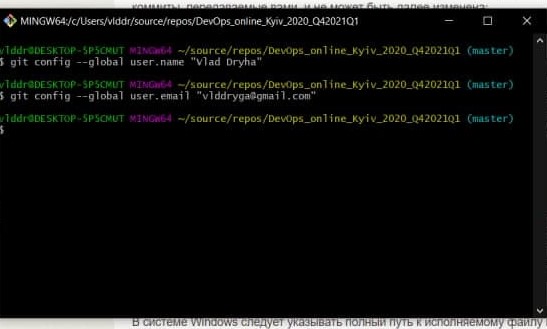 коммиты, передаваемые вами, и не может быть далее изменена:
MINGW64:/c/Users/vlddr/source/repos/DevOps_online_Kyiv_2020_Q42021Q1
vlddr@DESKTOP-5P5CMUT MINGW64 ~/source/repos/DevOps_online_Kyiv_2020_Q42021Q1 (master)
$ git config --global user.name "Vlad Dryha"
vlddr@DESKTOP-5P5CMUT MINGW64 ~/source/repos/DevOps_online_Kyiv_2020_Q42021Q1 (master)
$ git config --global user.email "vlddryga@gmail.com"
vlddr@DESKTOP-5P5CMUT MINGW64 ~/source/repos/DevOps_online_Kyiv_2020_Q42021Q1 (master)
$
В системе Windows следует указывать полный путь к исполняемому файлу